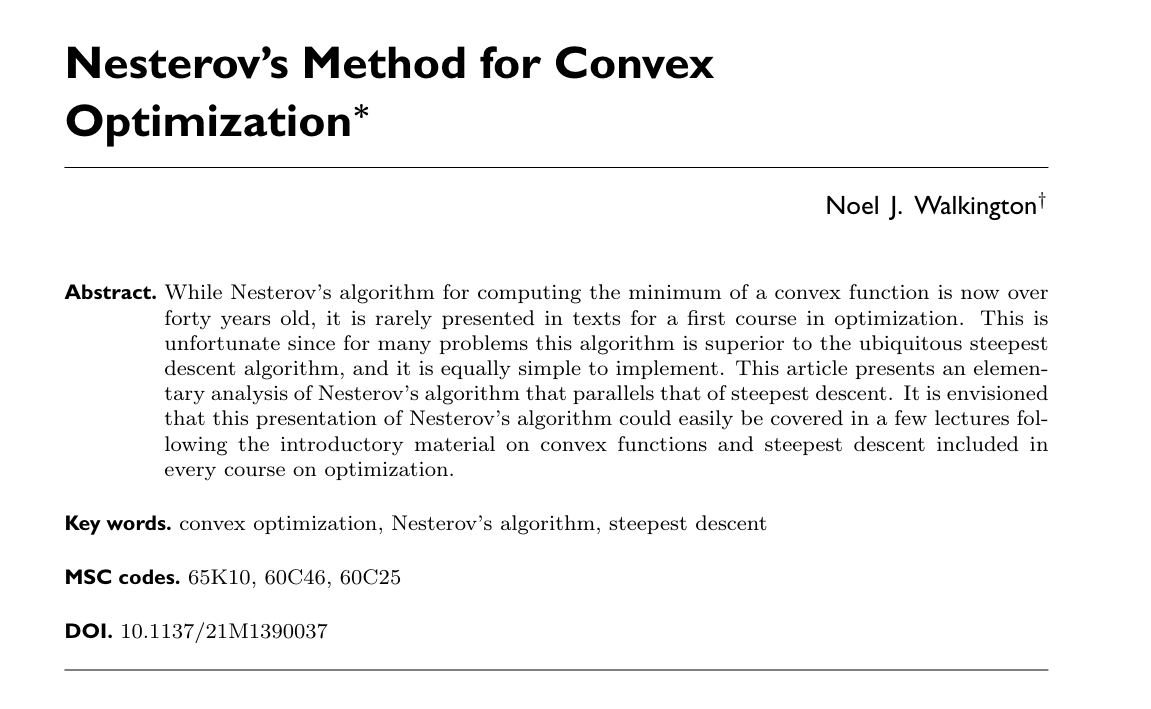 Nesterov's Method for Convex
Optimization*
Noel J. Walkington†
Abstract. While Nesterov's algorithm for computing the minimum of a convex function is now over
forty years old, it is rarely presented in texts for a first course in optimization. This is
unfortunate since for many problems this algorithm is superior to the ubiquitous steepest
descent algorithm, and it is equally simple to implement. This article presents an elemen-
tary analysis of Nesterov's algorithm that parallels that of steepest descent. It is envisioned
that this presentation of Nesterov's algorithm could easily be covered in a few lectures fol-
lowing the introductory material on convex functions and steepest descent included in
every course on optimization.
Key words. convex optimization, Nesterov's algorithm, steepest descent
MSC codes. 65K10, 60C46, 60C25
DOI. 10.1137/21M1390037